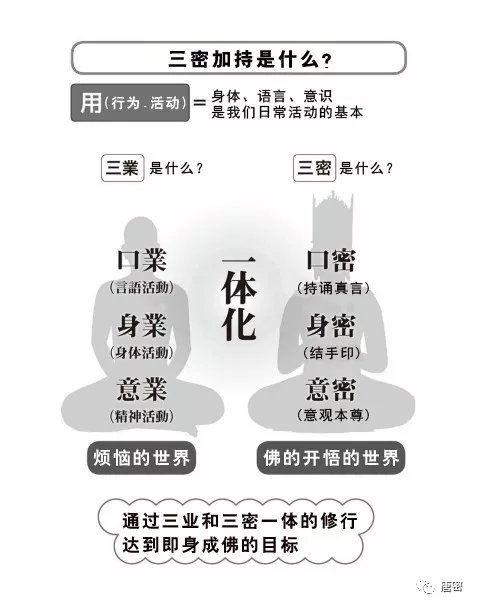 三密加持是什么?
用(行为.活动)=身体、语言、意识
是我们日常活动的基本
三業 是什么?
三密 是什么?
口業
(言語活動)
身業
(身体活動)
意業
(精神活動)
一体化
口密
(持诵真言)
身密
(结手印)
意密
(意观本尊)
烦恼的世界
佛的开悟的世界
通过三业和三密一体的修行
达到即身成佛的目标
唐密